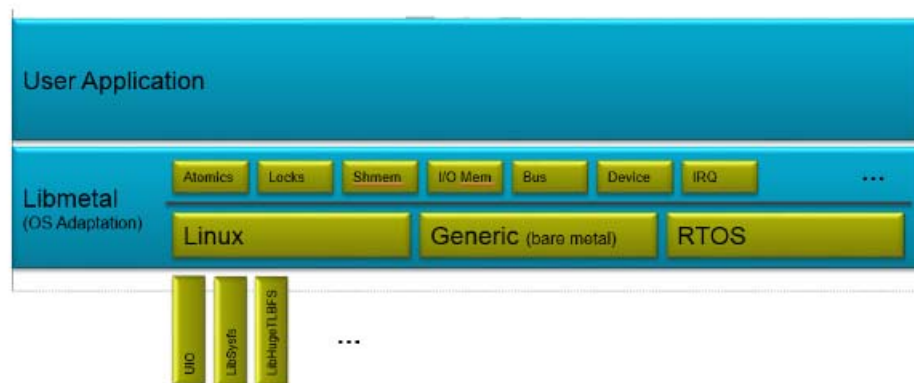 User Application
Libmetal
(OS Adaptation)
Atomics
Locks
Shmem
I/O Mem
Bus
Device
IRQ
...
Linux
Generic (bare metal)
RTOS
UIO
LibSysfs
LibHugeTLBFS
...